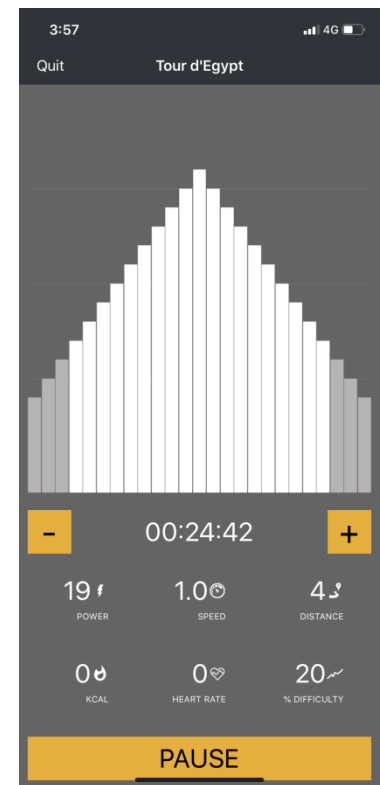 3:57 4G
Quit Tour d'Egypt
- 00:24:42 +
19 1.0 4
POWER SPEED DISTANCE
0 0 20
KCAL HEART RATE % DIFFICULTY
PAUSE